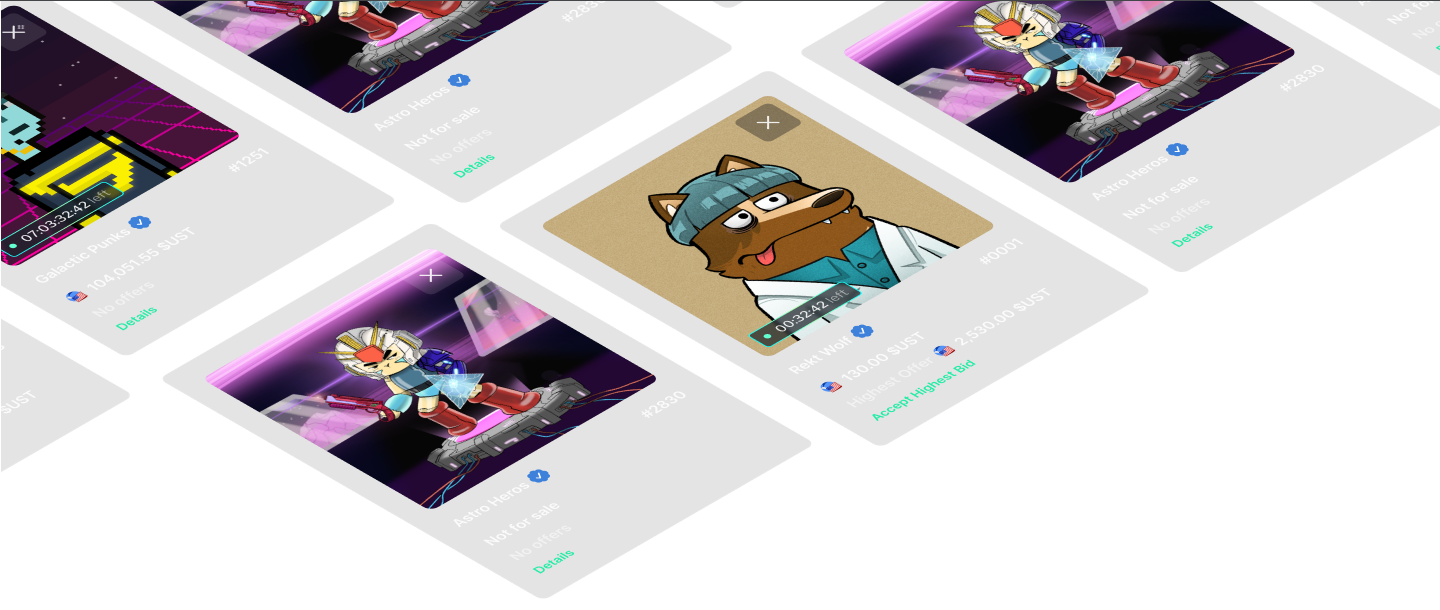 #1251
07:03:32:42 left
Galactic Punks
104,051.55 $UST
No offers
Details
$UST
#2830
Astro Heros
Not for sale
No offers
Details
#2830
Astro Heros
Not for sale
No offers
Details
#0001
00:32:42 left
Rekt Wolf
130.00 $UST
Highest Offer 2,530.00 $UST
Accept Highest Bid
#2830
Astro Heros
Not for sale
No offers
Details